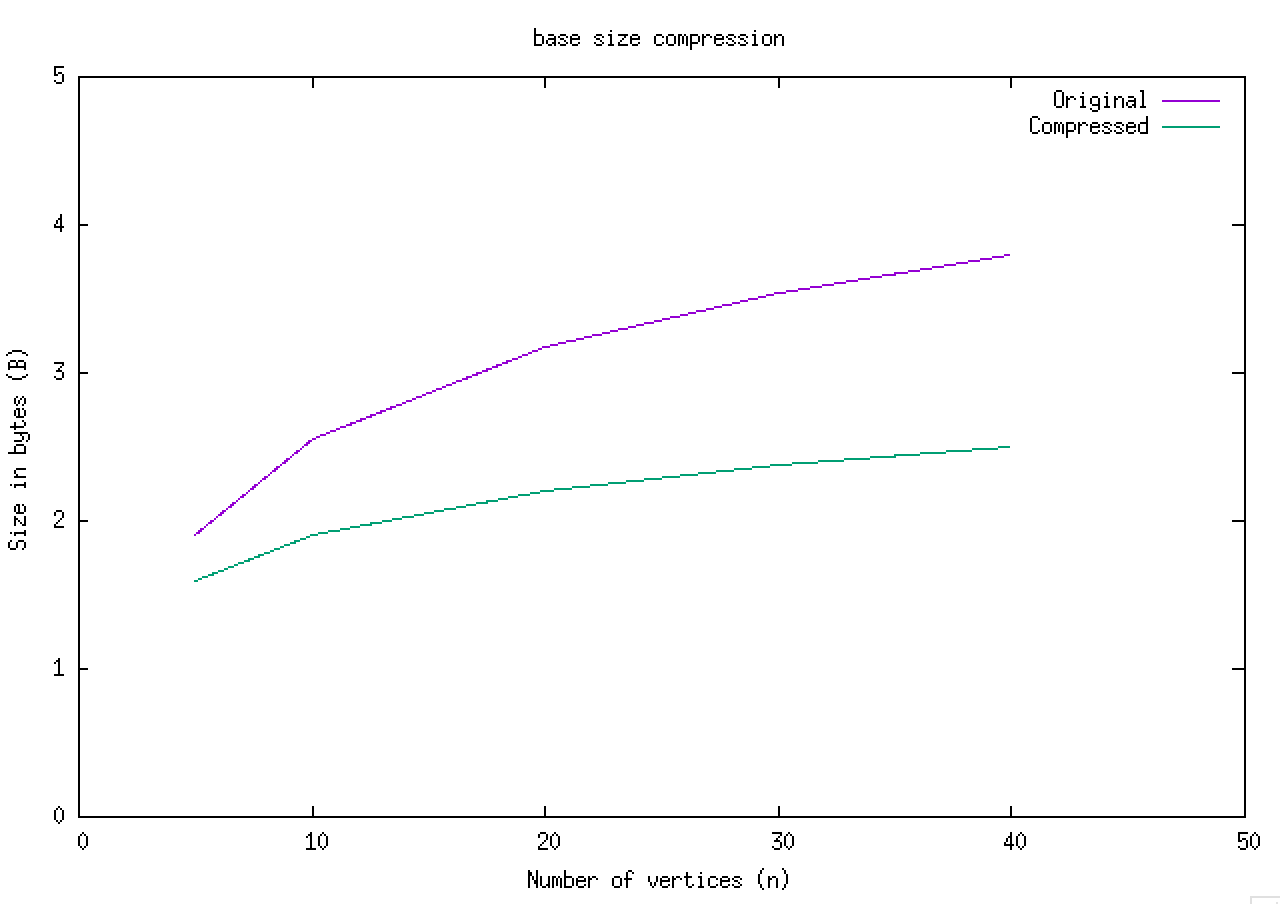 base size compression
Original
Compressed
5
4
3
2
1
0
Size in bytes (B)
0 10 20 30 40 50
Number of vertices (n)